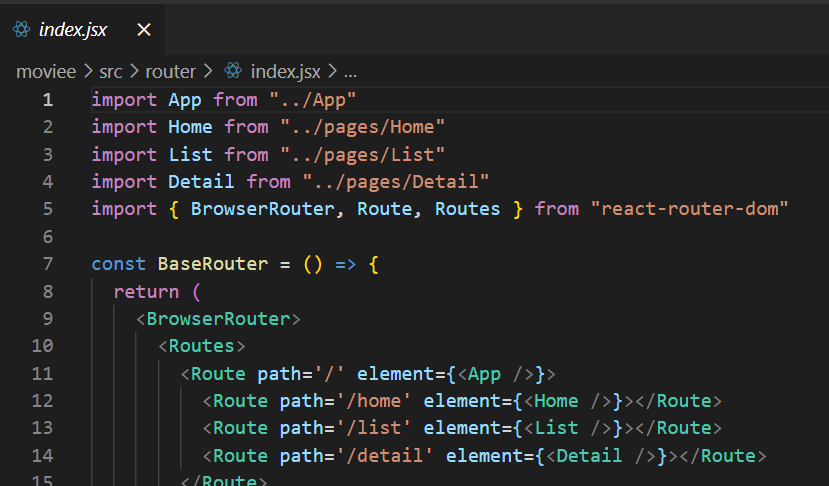 index.jsx
moviee > src > router > index.jsx > ...
1 import App from "../App"
2 import Home from "../pages/Home"
3 import List from "../pages/List"
4 import Detail from "../pages/Detail"
5 import { BrowserRouter, Route, Routes } from "react-router-dom"
6
7 const BaseRouter = () => {
8 return (
9 <BrowserRouter>
10 <Routes>
11 <Route path='/' element={<App />}>
12 <Route path='/home' element={<Home />}></Route>
13 <Route path='/list' element={<List />}></Route>
14 <Route path='/detail' element={<Detail />}></Route>
15 </Route>